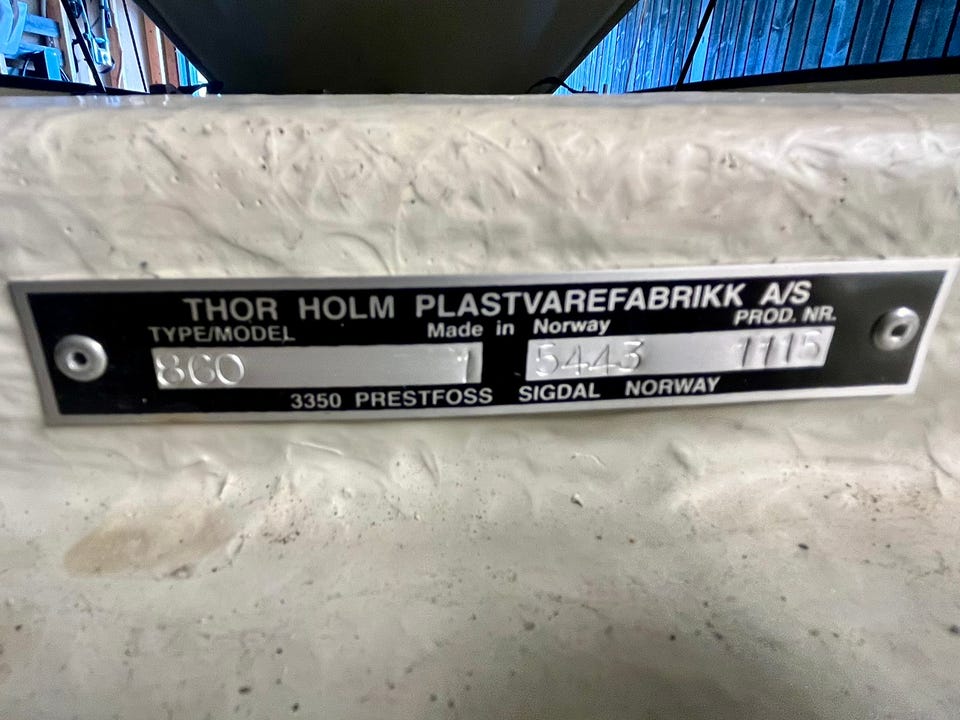 THOR HOLM PLASTVAREFABRIKK A/S
TYPE/MODEL Made in Norway PROD. NR.
860 5443 1115
3350 PRESTFOSS SIGDAL NORWAY